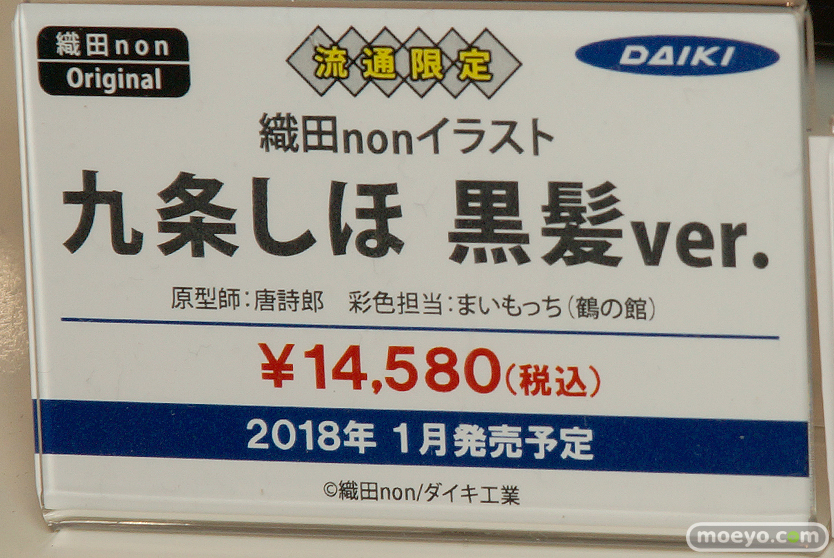 織田non
Original
流通限定
DAIKI
織田nonイラスト
九条しほ 黒髪ver.
原型師：唐詩郎　彩色担当：まいもっち（鶴の館）
￥14,580（税込）
2018年 1月発売予定
©織田non/ダイキ工業
moeyo.com